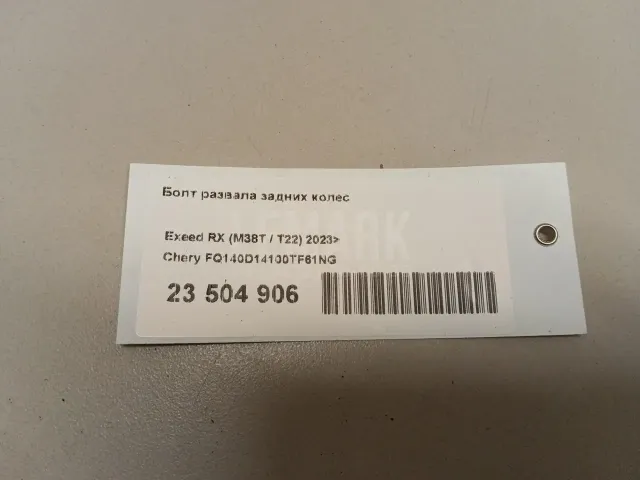 Болт развала задних колес
Exeed RX (M38T / T22) 2023>
Chery FQ140D14100TF61NG
23 504 906